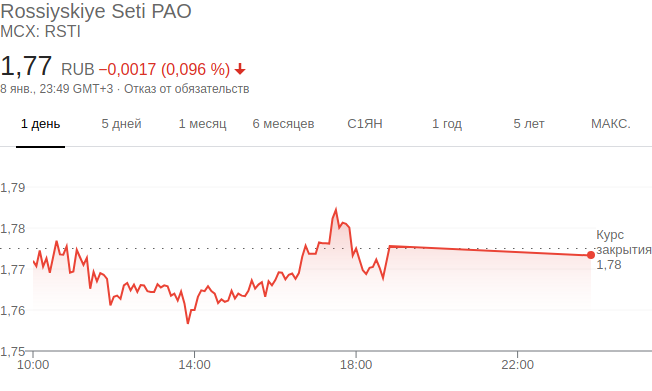 Rossiyskiye Seti PAO
MCX: RSTI
1,77 RUB −0,0017 (0,096 %)
8 янв., 23:49 GMT+3 · Отказ от обязательств
1 день 5 дней 1 месяц 6 месяцев С1ЯН 1 год 5 лет МАКС.
1,79
1,78
1,77
1,76
1,75
Курс
закрытия
1,78
10:00 14:00 18:00 22:00